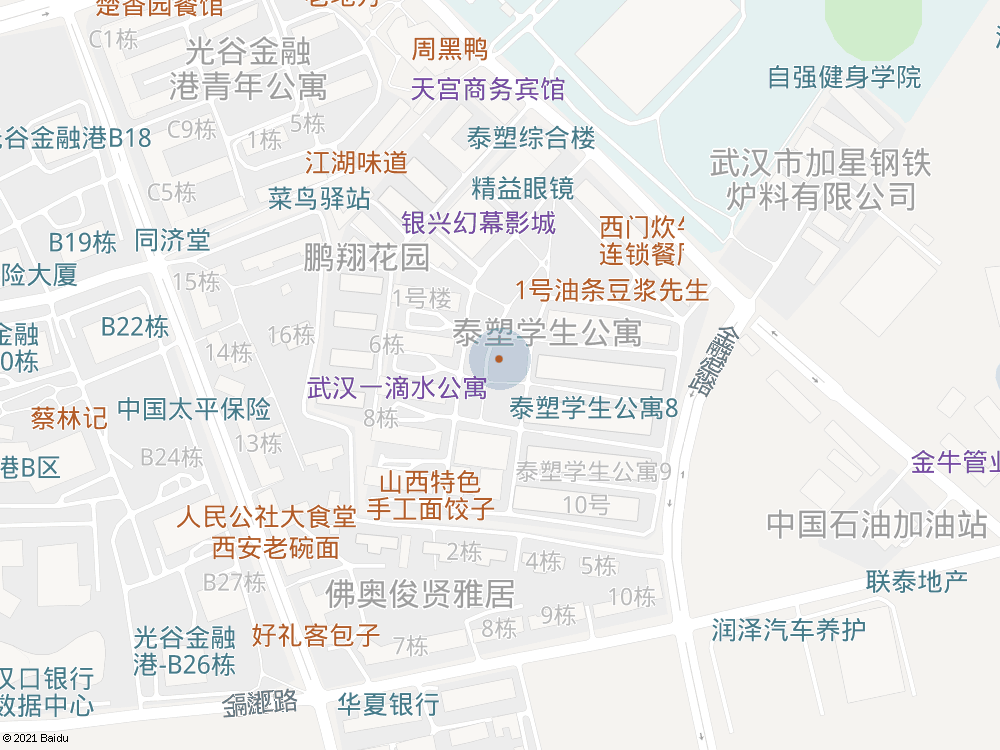 楚香园餐馆
C1栋
光谷金融
港青年公寓
周黑鸭
天宫商务宾馆
自强健身学院
光谷金融港B18
C9栋
1栋
5栋
泰塑综合楼
江湖味道
武汉市加星钢铁
炉料有限公司
C5栋
菜鸟驿站
精益眼镜
银兴幻幕影城
西门炊
连锁餐
B19栋
同济堂
鹏翔花园
险大厦
15栋
1号楼
1号油条豆浆先生
金融
0栋
B22栋
16栋
14栋
6栋
泰塑学生公寓
金融港路
武汉一滴水公寓
蔡林记
中国太平保险
8栋
泰塑学生公寓8
13栋
港B区
B24栋
山西特色
手工面饺子
泰塑学生公寓9
10号
金牛管业
人民公社大食堂
西安老碗面
中国石油加油站
2栋
4栋
5栋
B27栋
佛奥俊贤雅居
10栋
联泰地产
光谷金融
港-B26栋
好礼客包子
7栋
8栋
9栋
润泽汽车养护
汉口银行
数据中心
华夏银行
© 2021 Baidu